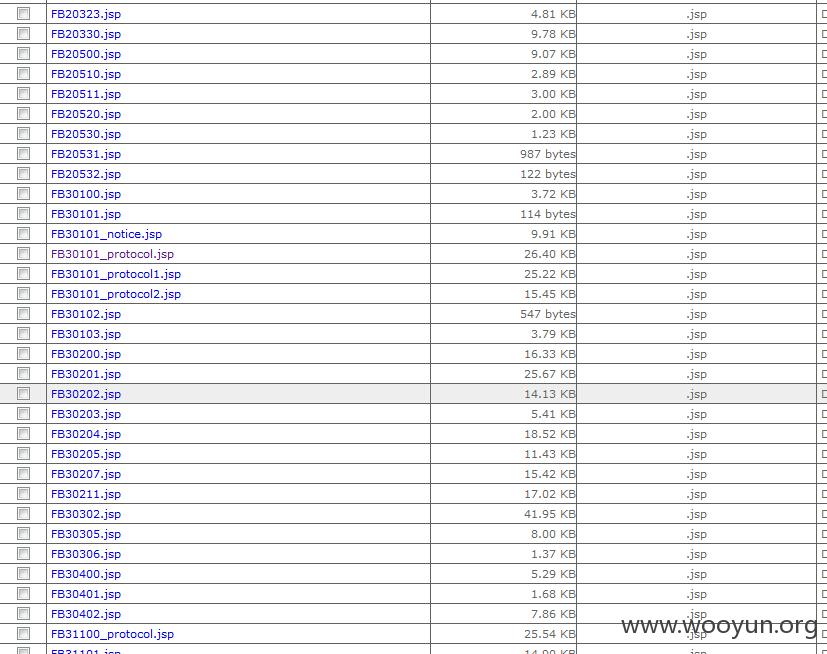 FB20323.jsp 4.81 KB .jsp
FB20330.jsp 9.78 KB .jsp
FB20500.jsp 9.07 KB .jsp
FB20510.jsp 2.89 KB .jsp
FB20511.jsp 3.00 KB .jsp
FB20520.jsp 2.00 KB .jsp
FB20530.jsp 1.23 KB .jsp
FB20531.jsp 987 bytes .jsp
FB20532.jsp 122 bytes .jsp
FB30100.jsp 3.72 KB .jsp
FB30101.jsp 114 bytes .jsp
FB30101_notice.jsp 9.91 KB .jsp
FB30101_protocol.jsp 26.40 KB .jsp
FB30101_protocol1.jsp 25.22 KB .jsp
FB30101_protocol2.jsp 15.45 KB .jsp
FB30102.jsp 547 bytes .jsp
FB30103.jsp 3.79 KB .jsp
FB30200.jsp 16.33 KB .jsp
FB30201.jsp 25.67 KB .jsp
FB30202.jsp 14.13 KB .jsp
FB30203.jsp 5.41 KB .jsp
FB30204.jsp 18.52 KB .jsp
FB30205.jsp 11.43 KB .jsp
FB30207.jsp 15.42 KB .jsp
FB30211.jsp 17.02 KB .jsp
FB30302.jsp 41.95 KB .jsp
FB30305.jsp 8.00 KB .jsp
FB30306.jsp 1.37 KB .jsp
FB30400.jsp 5.29 KB .jsp
FB30401.jsp 1.68 KB .jsp
FB30402.jsp 7.86 KB .jsp
www.wooyun.org
FB31100_protocol.jsp 25.54 KB .jsp
FB31101.jsp 14.00 KB .jsp